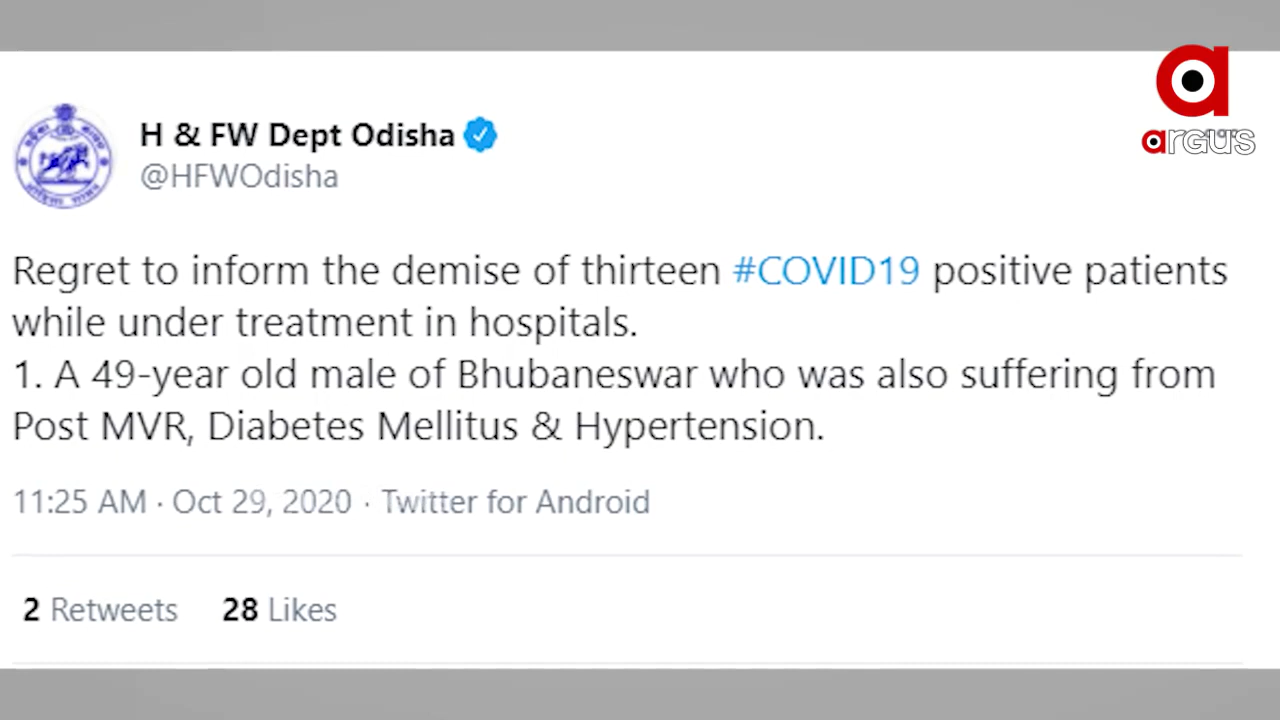 argus
H & FW Dept Odisha
@HFWOdisha
Regret to inform the demise of thirteen #COVID19 positive patients
while under treatment in hospitals.
1. A 49-year old male of Bhubaneswar who was also suffering from
Post MVR, Diabetes Mellitus & Hypertension.
11:25 AM · Oct 29, 2020 · Twitter for Android
2 Retweets 28 Likes